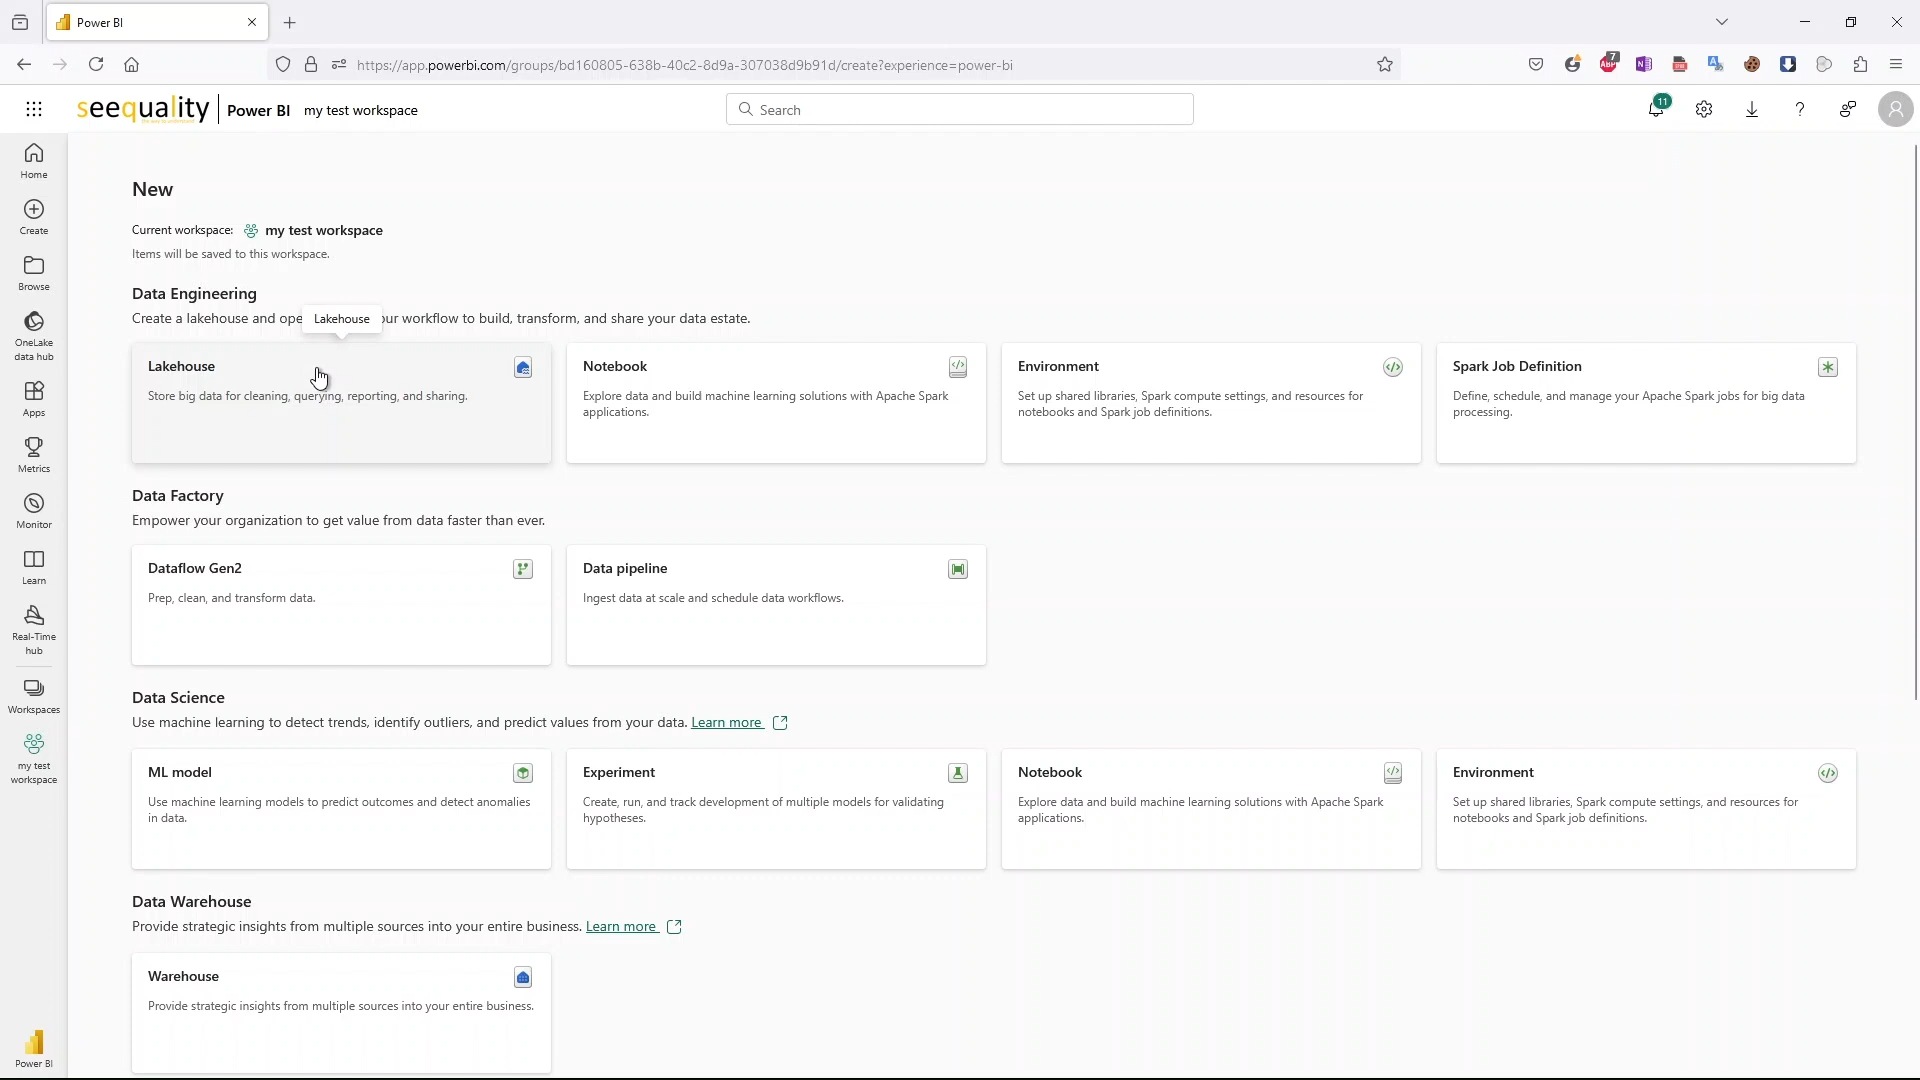 Power BI
https://app.powerbi.com/groups/bd160805-638b-40c2-8d9a-307038d9b91d/create?experience=power-bi
7
ABP
seequality
Power BI
my test workspace
Search
11
Home
Create
Browse
OneLake
data hub
Apps
Metrics
Monitor
Learn
Real-Time
hub
Workspaces
my test
workspace
Power BI
New
Current workspace: my test workspace
Items will be saved to this workspace.
Data Engineering
Create a lakehouse and ope
Lakehouse
ur workflow to build, transform, and share your data estate.
Lakehouse
Store big data for cleaning, querying, reporting, and sharing.
Notebook
Explore data and build machine learning solutions with Apache Spark
applications.
Environment
Set up shared libraries, Spark compute settings, and resources for
notebooks and Spark job definitions.
Spark Job Definition
Define, schedule, and manage your Apache Spark jobs for big data
processing.
Data Factory
Empower your organization to get value from data faster than ever.
Dataflow Gen2
Prep, clean, and transform data.
Data pipeline
Ingest data at scale and schedule data workflows.
Data Science
Use machine learning to detect trends, identify outliers, and predict values from your data. Learn more
ML model
Use machine learning models to predict outcomes and detect anomalies
in data.
Experiment
Create, run, and track development of multiple models for validating
hypotheses.
Notebook
Explore data and build machine learning solutions with Apache Spark
applications.
Environment
Set up shared libraries, Spark compute settings, and resources for
notebooks and Spark job definitions.
Data Warehouse
Provide strategic insights from multiple sources into your entire business. Learn more
Warehouse
Provide strategic insights from multiple sources into your entire business.